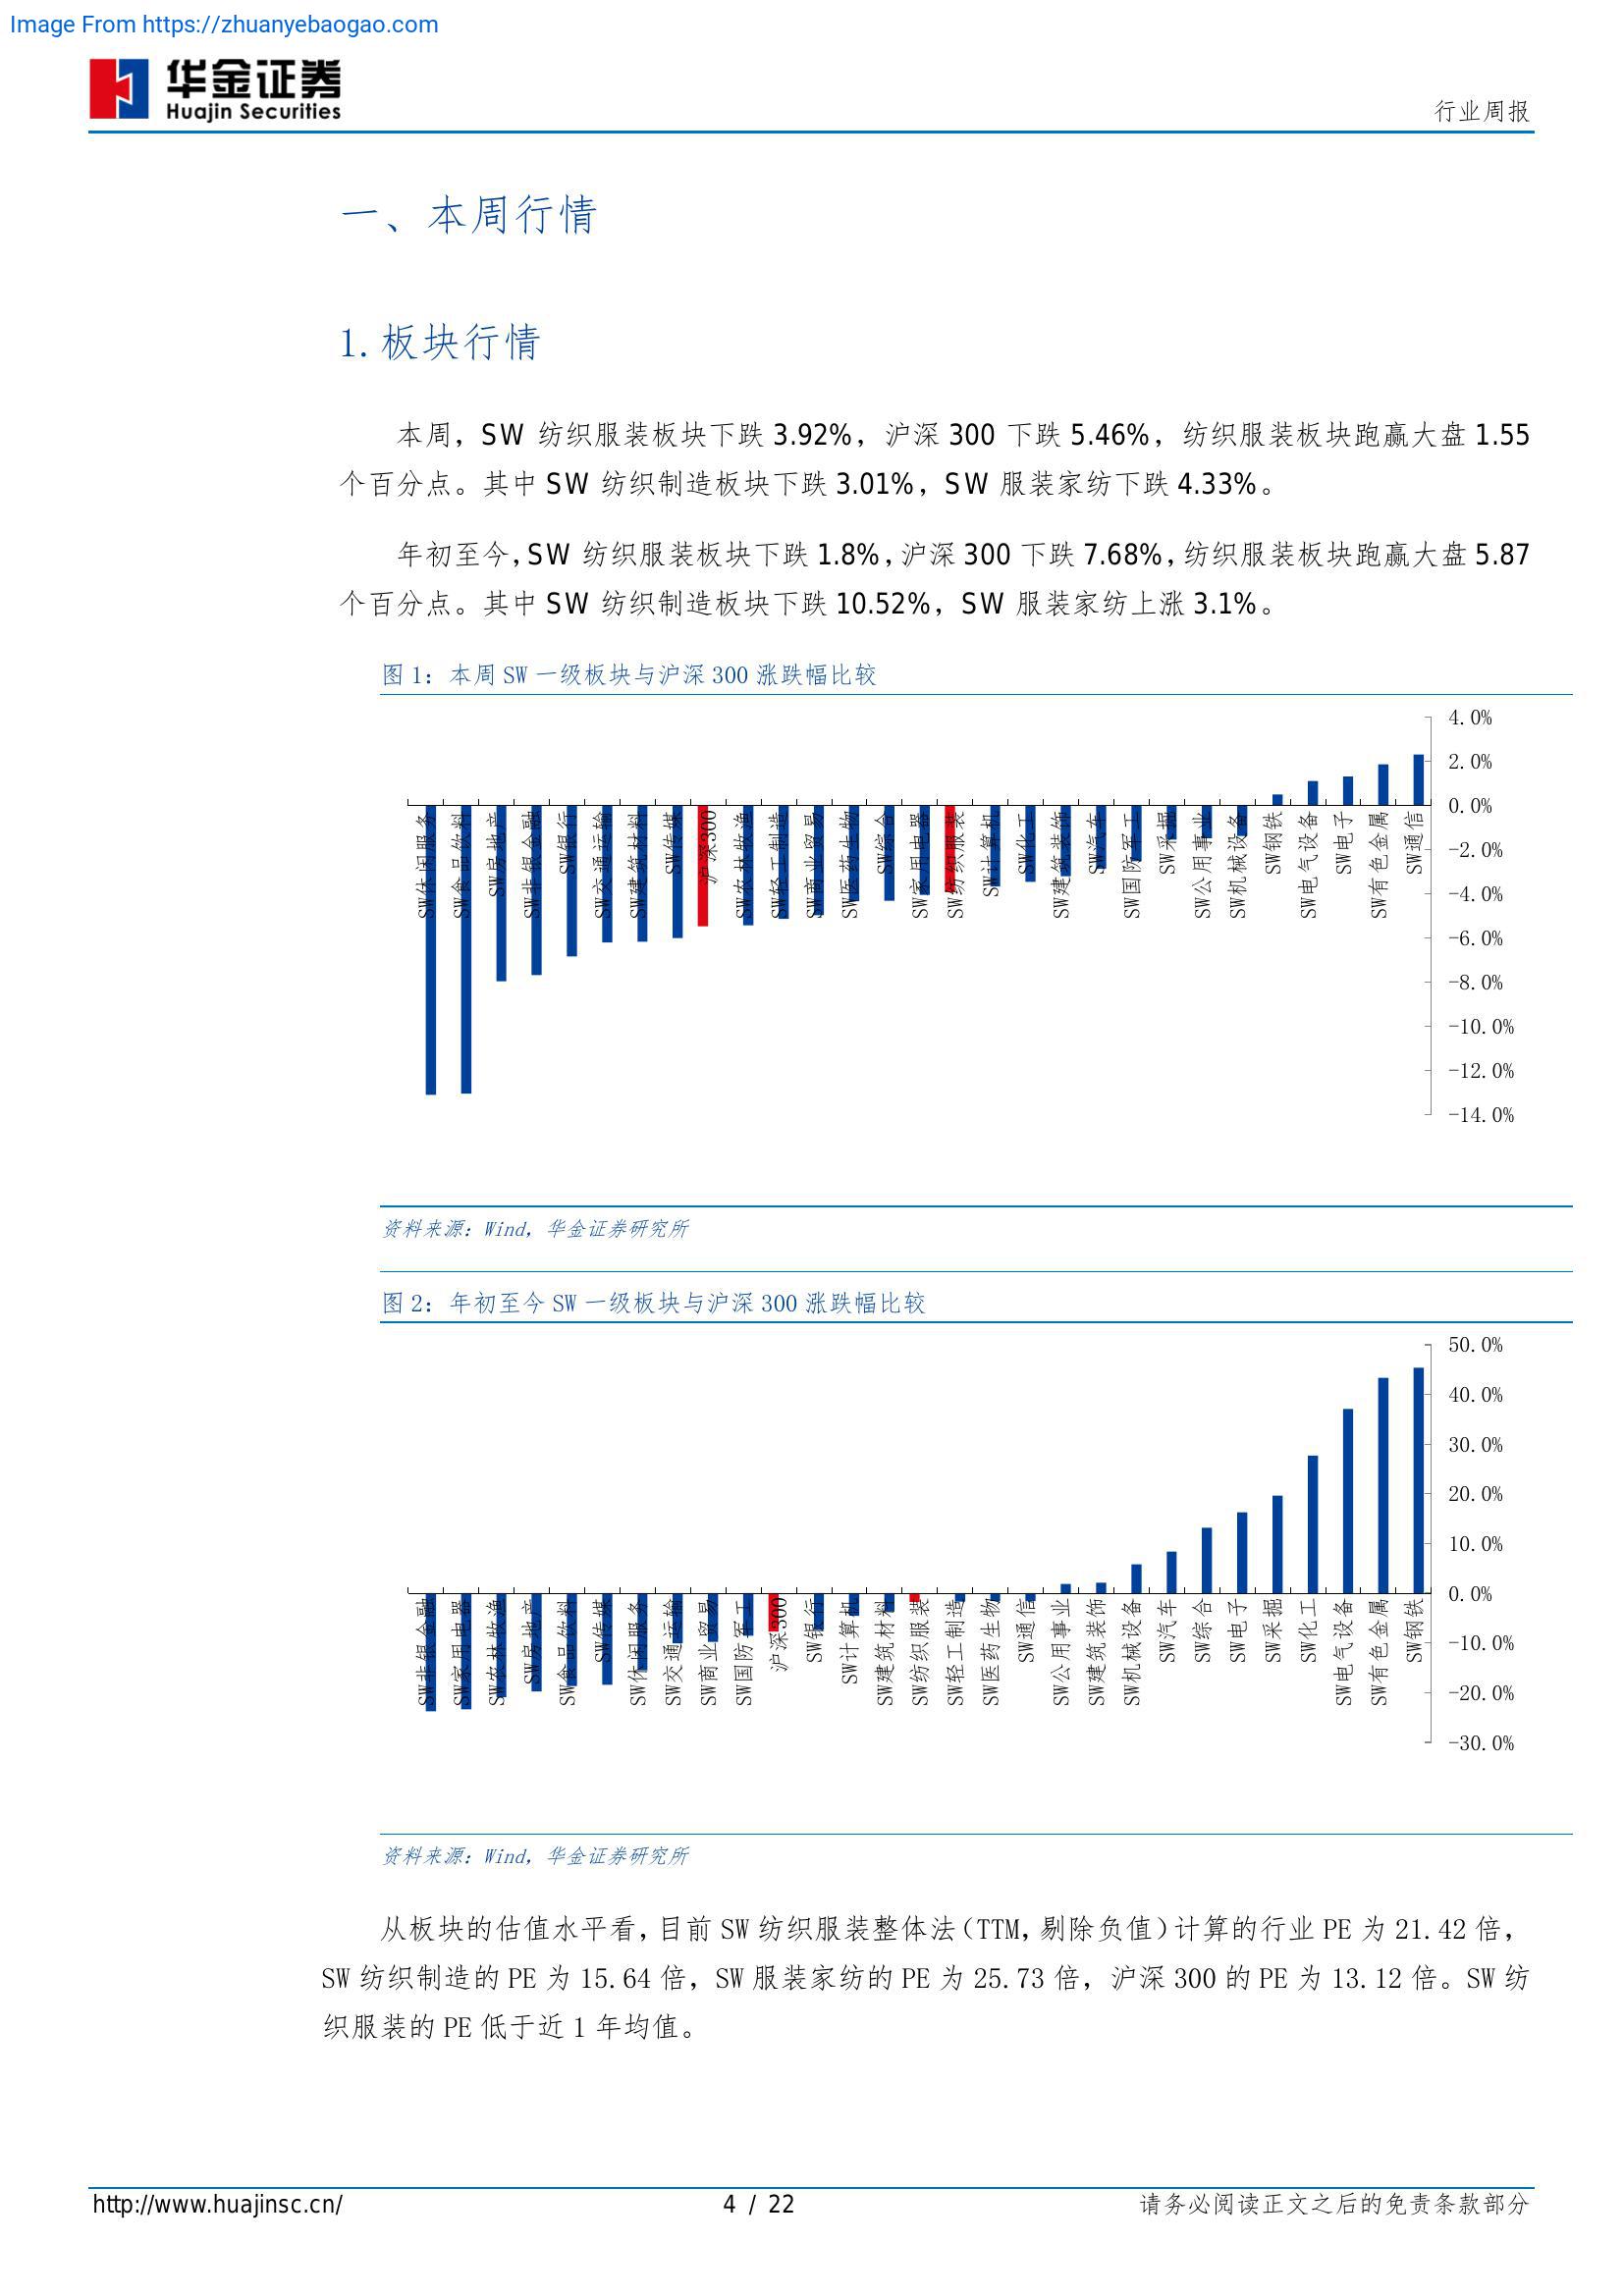 Image From https://zhuanyebaogao.com
华金证券
Huajin Securities
行业周报
一、本周行情
1.板块行情
本周，SW 纺织服装板块下跌 3.92%，沪深 300 下跌 5.46%，纺织服装板块跑赢大盘 1.55
个百分点。其中 SW 纺织制造板块下跌 3.01%，SW 服装家纺下跌 4.33%。
年初至今，SW 纺织服装板块下跌 1.8%，沪深 300 下跌 7.68%，纺织服装板块跑赢大盘 5.87
个百分点。其中 SW 纺织制造板块下跌 10.52%，SW 服装家纺上涨 3.1%。
图 1：本周 SW 一级板块与沪深 300 涨跌幅比较
4.0%
2.0%
0.0%
-2.0%
-4.0%
-6.0%
-8.0%
-10.0%
-12.0%
-14.0%
SW休闲服务
SW食品饮料
SW房地产
SW非银金融
SW银行
SW交通运输
SW建筑材料
SW传媒
沪深300
SW农林牧渔
SW轻工制造
SW商业贸易
SW医药生物
SW综合
SW家用电器
SW纺织服装
SW计算机
SW化工
SW建筑装饰
SW汽车
SW国防军工
SW采掘
SW公用事业
SW机械设备
SW钢铁
SW电气设备
SW电子
SW有色金属
SW通信
资料来源：Wind，华金证券研究所
图 2：年初至今 SW 一级板块与沪深 300 涨跌幅比较
50.0%
40.0%
30.0%
20.0%
10.0%
0.0%
-10.0%
-20.0%
-30.0%
SW非银金融
SW家用电器
SW农林牧渔
SW房地产
SW食品饮料
SW传媒
SW休闲服务
SW交通运输
SW商业贸易
SW国防军工
沪深300
SW银行
SW计算机
SW建筑材料
SW纺织服装
SW轻工制造
SW医药生物
SW通信
SW公用事业
SW建筑装饰
SW机械设备
SW汽车
SW综合
SW电子
SW采掘
SW化工
SW电气设备
SW有色金属
SW钢铁
资料来源：Wind，华金证券研究所
从板块的估值水平看，目前 SW 纺织服装整体法（TTM，剔除负值）计算的行业 PE 为 21.42 倍，
SW 纺织制造的 PE 为 15.64 倍，SW 服装家纺的 PE 为 25.73 倍，沪深 300 的 PE 为 13.12 倍。SW 纺
织服装的 PE 低于近 1 年均值。
http://www.huajinsc.cn/
4 / 22
请务必阅读正文之后的免责条款部分